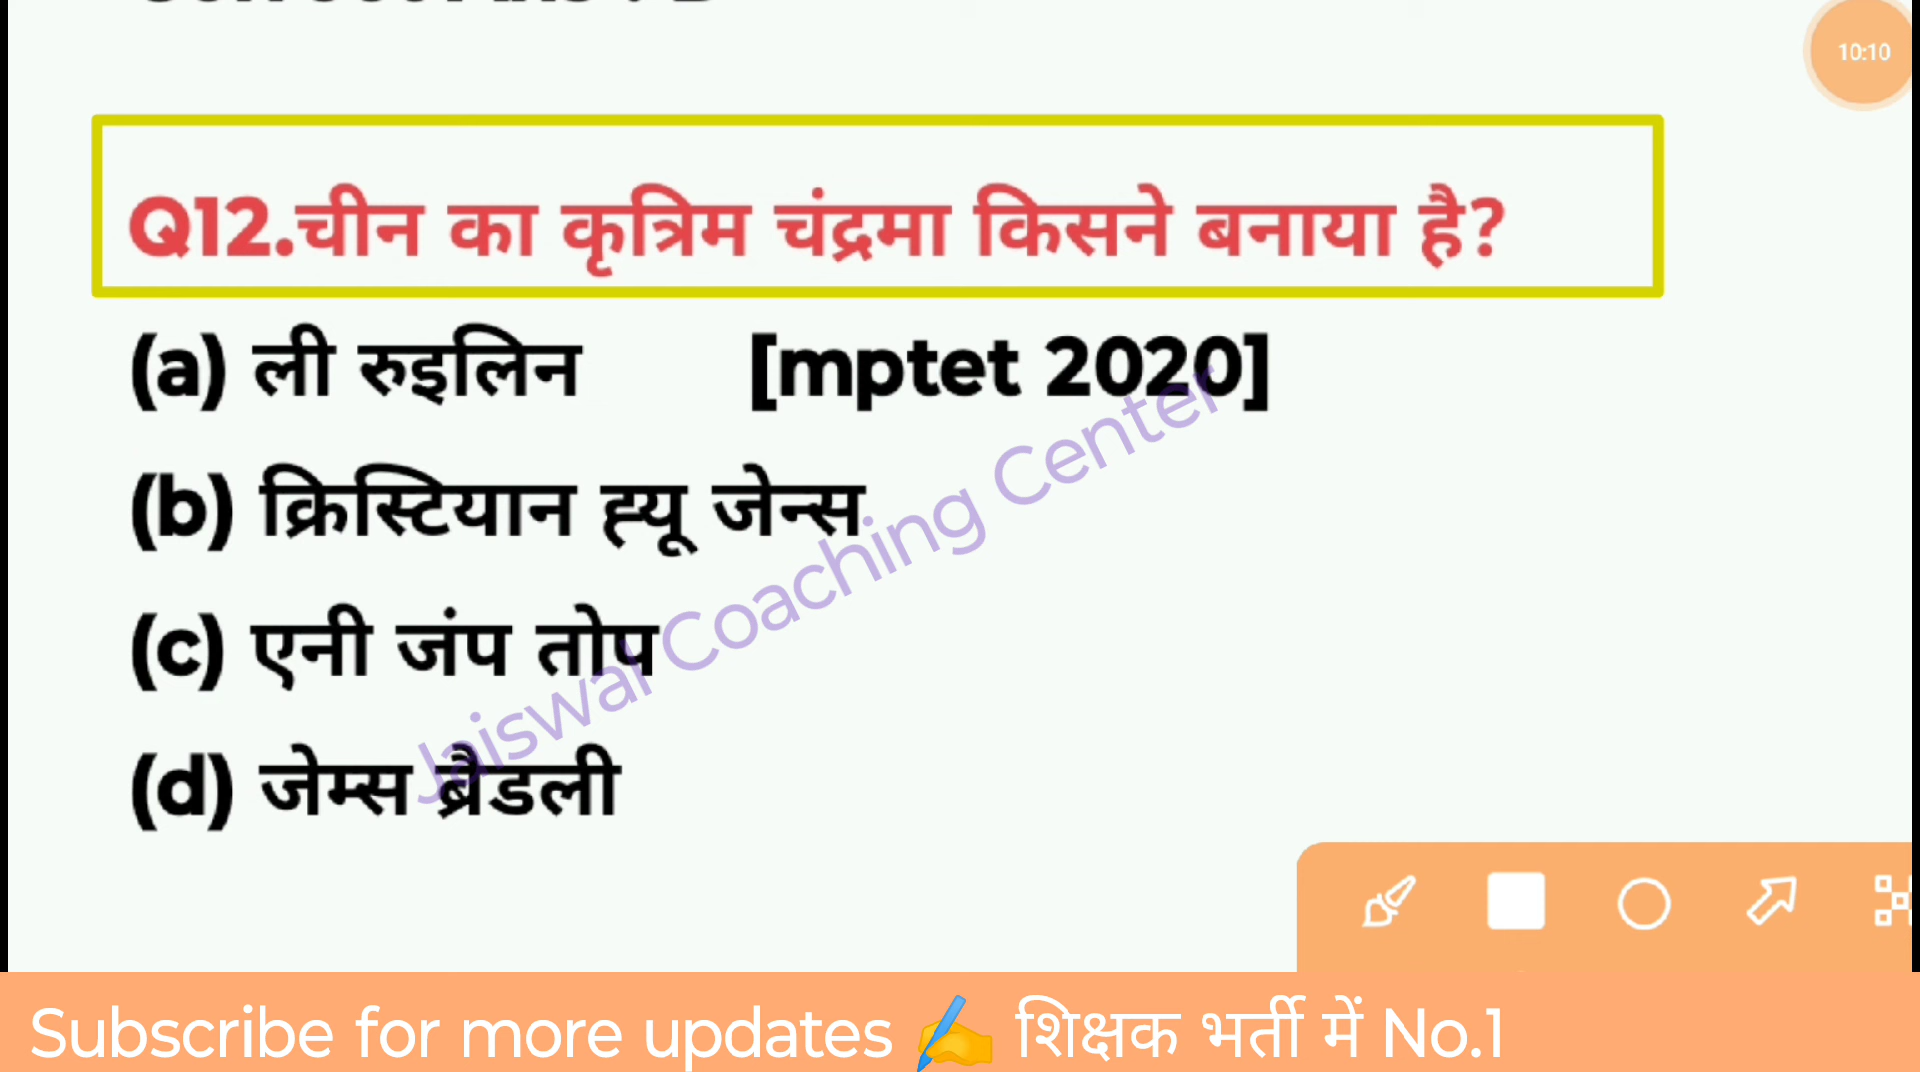 10:10
Q12.चीन का कृत्रिम चंद्रमा किसने बनाया है?
(a) ली रुइलिन [mptet 2020]
(b) क्रिस्टियान ह्यू जेन्स
(c) एनी जंप तोप
(d) जेम्स ब्रैडली
Jaiswal Coaching Center
Subscribe for more updates ✍️ शिक्षक भर्ती में No.1